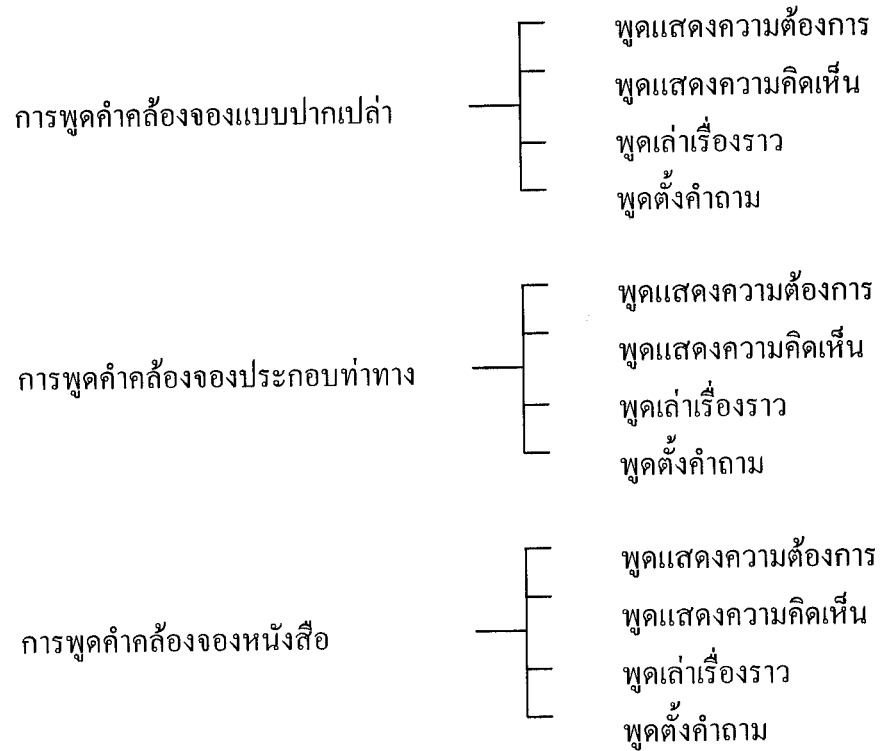 พูดแสดงความต้องการ
พูดแสดงความคิดเห็น
การพูดคำคล้องจองแบบปากเปล่า
พูดเล่าเรื่องราว
พูดตั้งคำถาม
พูดแสดงความต้องการ
พูดแสดงความคิดเห็น
การพูดคำคล้องจองประกอบท่าทาง
พูดเล่าเรื่องราว
พูดตั้งคำถาม
พูดแสดงความต้องการ
พูดแสดงความคิดเห็น
การพูดคำคล้องจองหนังสือ
พูดเล่าเรื่องราว
พูดตั้งคำถาม